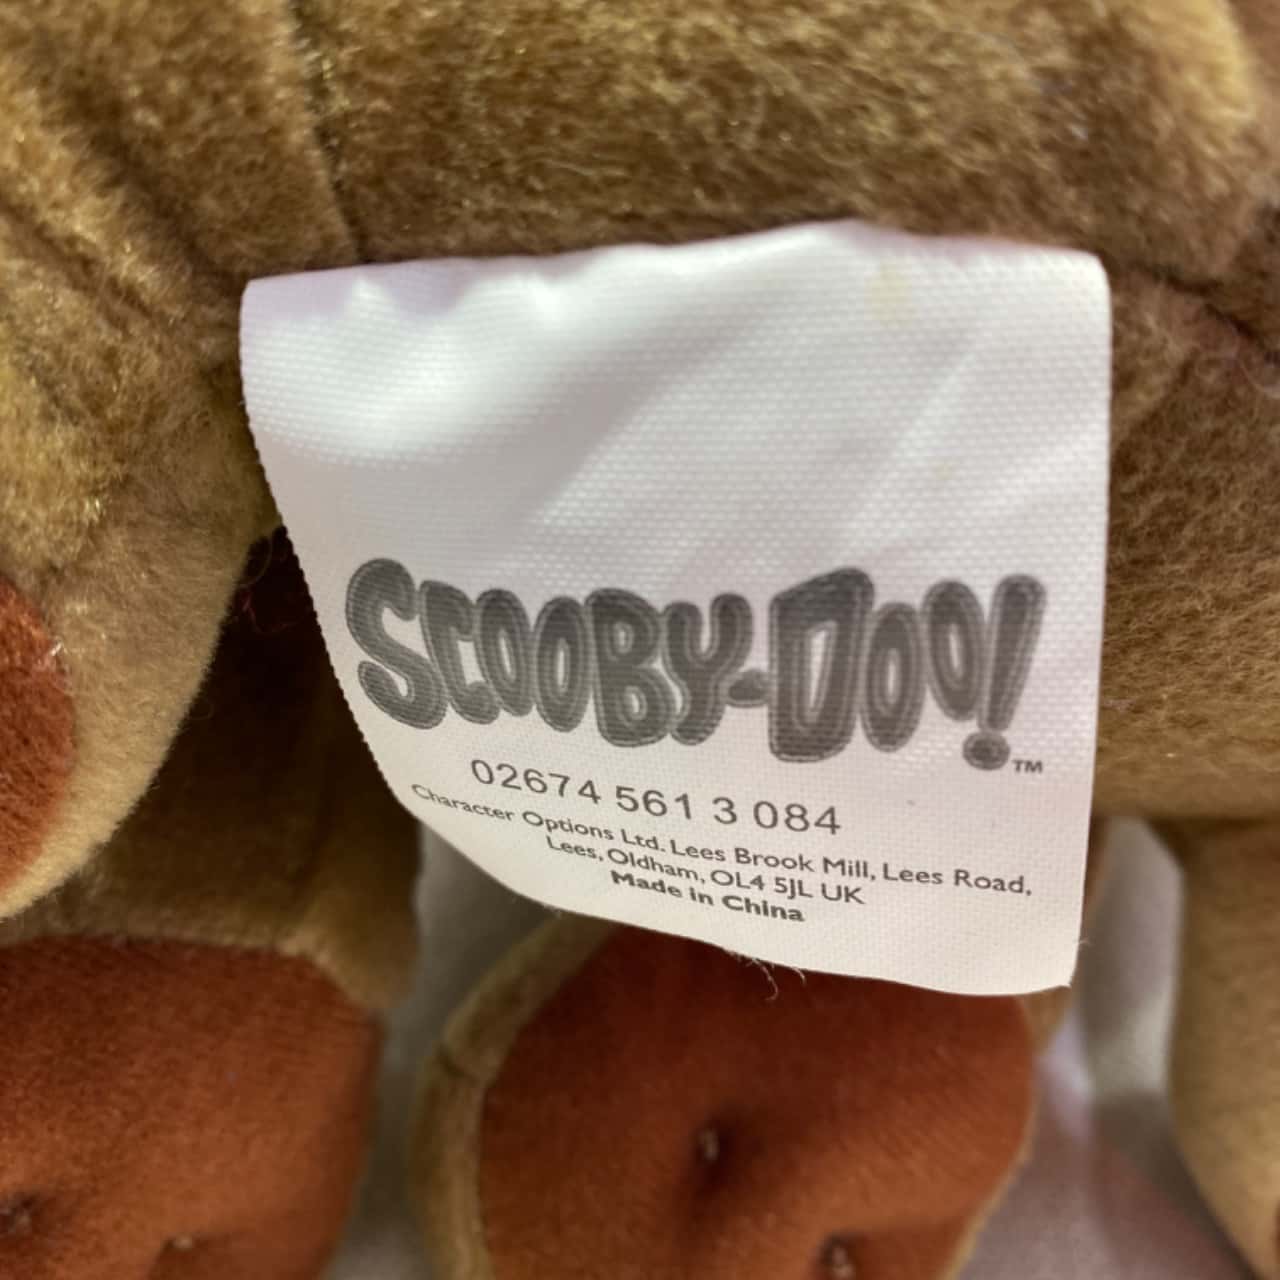 SCOOBY-DOO!™
02674 561 3 084
Character Options Ltd. Lees Brook Mill, Lees Road,
Lees, Oldham, OL4 5JL UK
Made in China